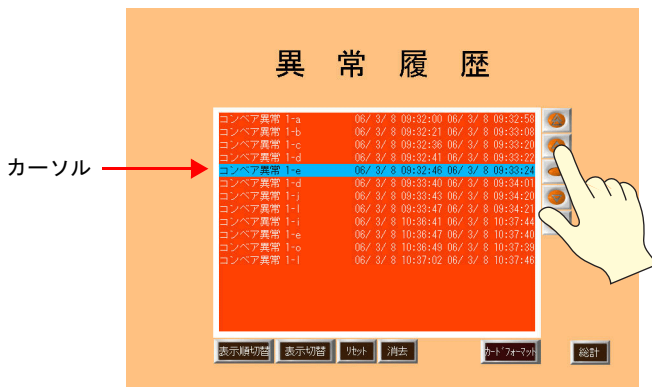 異常履歴
コンベア異常 1-a 06/ 3/ 8 09:32:00 06/ 3/ 8 09:32:58
コンベア異常 1-b 06/ 3/ 8 09:32:21 06/ 3/ 8 09:33:08
コンベア異常 1-c 06/ 3/ 8 09:32:36 06/ 3/ 8 09:33:20
コンベア異常 1-d 06/ 3/ 8 09:32:41 06/ 3/ 8 09:33:22
カーソル
コンベア異常 1-e 06/ 3/ 8 09:32:46 06/ 3/ 8 09:33:24
コンベア異常 1-d 06/ 3/ 8 09:33:40 06/ 3/ 8 09:34:01
コンベア異常 1-j 06/ 3/ 8 09:33:43 06/ 3/ 8 09:34:20
コンベア異常 1-l 06/ 3/ 8 09:33:47 06/ 3/ 8 09:34:21
コンベア異常 1-i 06/ 3/ 8 10:36:41 06/ 3/ 8 10:37:44
コンベア異常 1-e 06/ 3/ 8 10:36:47 06/ 3/ 8 10:37:40
コンベア異常 1-o 06/ 3/ 8 10:36:49 06/ 3/ 8 10:37:39
コンベア異常 1-l 06/ 3/ 8 10:37:02 06/ 3/ 8 10:37:46
表示順切替 表示切替 リセット 消去 カードフォーマット 総計